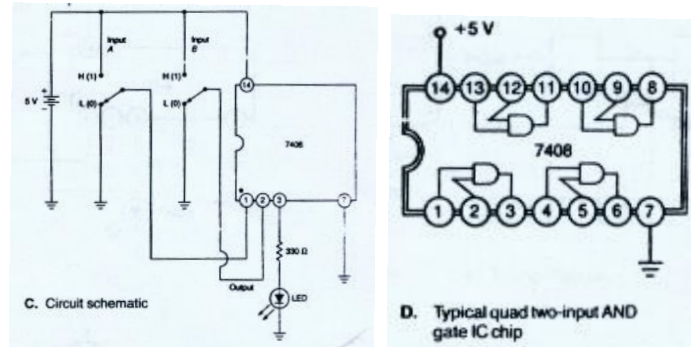 Input
A
Input
B
H (1)
H (1)
L (0)
L (0)
5 V
+
−
14
7408
1
2
3
7
330 Ω
Output
LED
C. Circuit schematic
+5 V
14 13 12 11 10 9 8
7408
1 2 3 4 5 6 7
D. Typical quad two-input AND
gate IC chip